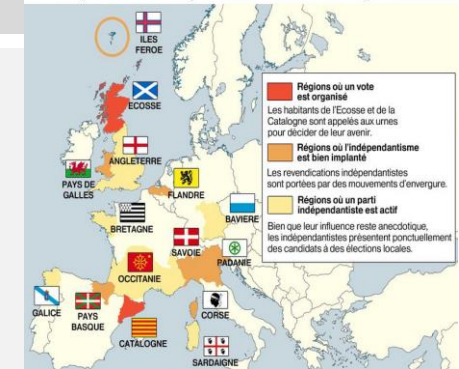 ILES
FEROE
ECOSSE
ANGLETERRE
PAYS DE
GALLES
FLANDRE
BRETAGNE
BAVIERE
SAVOIE
PADANIE
OCCITANIE
GALICE
PAYS
BASQUE
CATALOGNE
CORSE
SARDAIGNE
Régions où un vote
est organisé
Les habitants de l'Ecosse et de la
Catalogne sont appelés aux urnes
pour décider de leur avenir.
Régions où l'indépendantisme
est bien implanté
Les revendications indépendantistes
sont portées par des mouvements d'envergure.
Régions où un parti
indépendantiste est actif
Bien que leur influence reste anecdotique,
les indépendantistes présentent ponctuellement
des candidats à des élections locales.